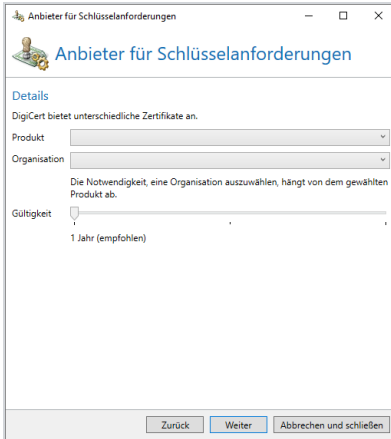 Anbieter für Schlüsselanforderungen
Anbieter für Schlüsselanforderungen
Details
DigiCert bietet unterschiedliche Zertifikate an.
Produkt
Organisation
Die Notwendigkeit, eine Organisation auszuwählen, hängt von dem gewählten
Produkt ab.
Gültigkeit
1 Jahr (empfohlen)
Zurück Weiter Abbrechen und schließen